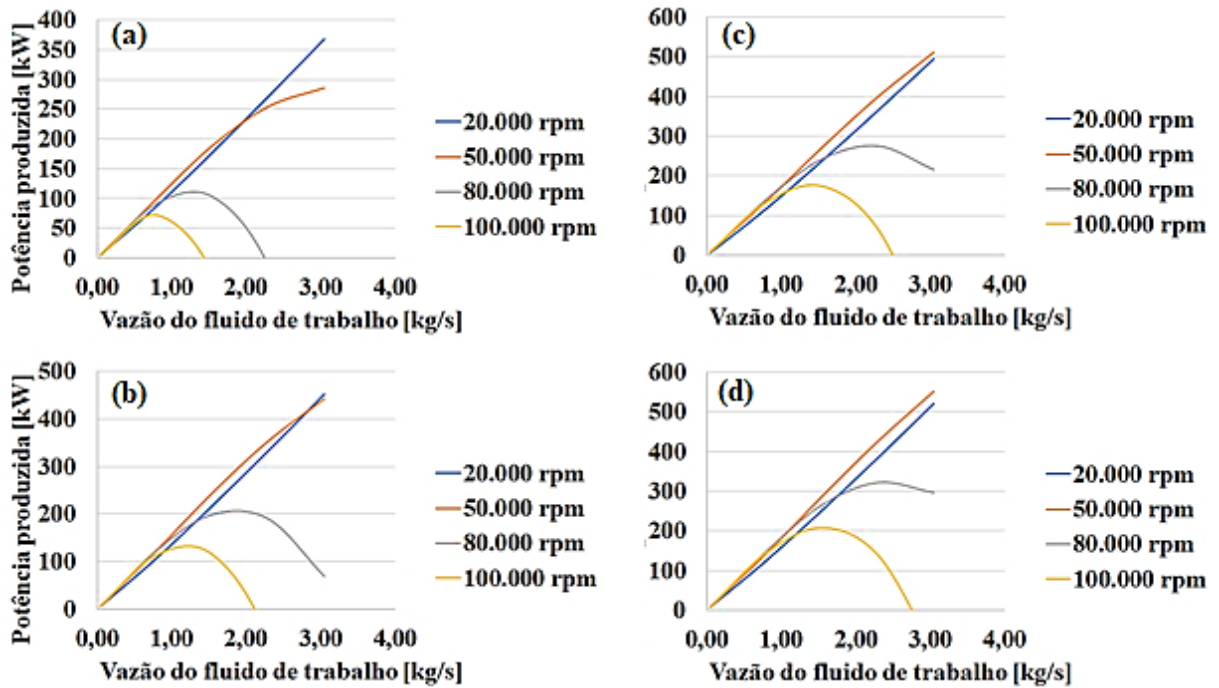 (a)
Potência produzida [kW]
400
350
300
250
200
150
100
50
0
0,00 1,00 2,00 3,00 4,00
Vazão do fluido de trabalho [kg/s]
20.000 rpm
50.000 rpm
80.000 rpm
100.000 rpm
(c)
600
500
400
300
200
100
0
0,00 1,00 2,00 3,00 4,00
Vazão do fluido de trabalho [kg/s]
20.000 rpm
50.000 rpm
80.000 rpm
100.000 rpm
(b)
Potência produzida [kW]
500
400
300
200
100
0
0,00 1,00 2,00 3,00 4,00
Vazão do fluido de trabalho [kg/s]
20.000 rpm
50.000 rpm
80.000 rpm
100.000 rpm
(d)
600
500
400
300
200
100
0
0,00 1,00 2,00 3,00 4,00
Vazão do fluido de trabalho [kg/s]
20.000 rpm
50.000 rpm
80.000 rpm
100.000 rpm